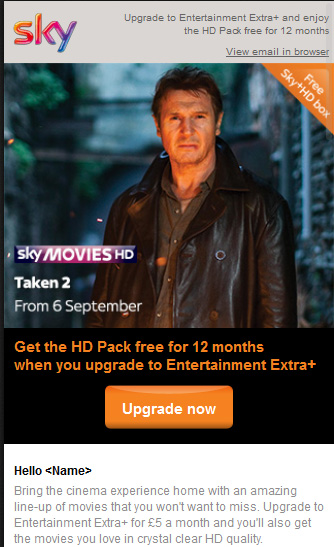 sky
Upgrade to Entertainment Extra+ and enjoy
the HD Pack free for 12 months
View email in browser
Free
Sky+HD box
sky MOVIES HD
Taken 2
From 6 September
Get the HD Pack free for 12 months
when you upgrade to Entertainment Extra+
Upgrade now
Hello <Name>
Bring the cinema experience home with an amazing
line-up of movies that you won't want to miss. Upgrade to
Entertainment Extra+ for £5 a month and you'll also get
the movies you love in crystal clear HD quality.